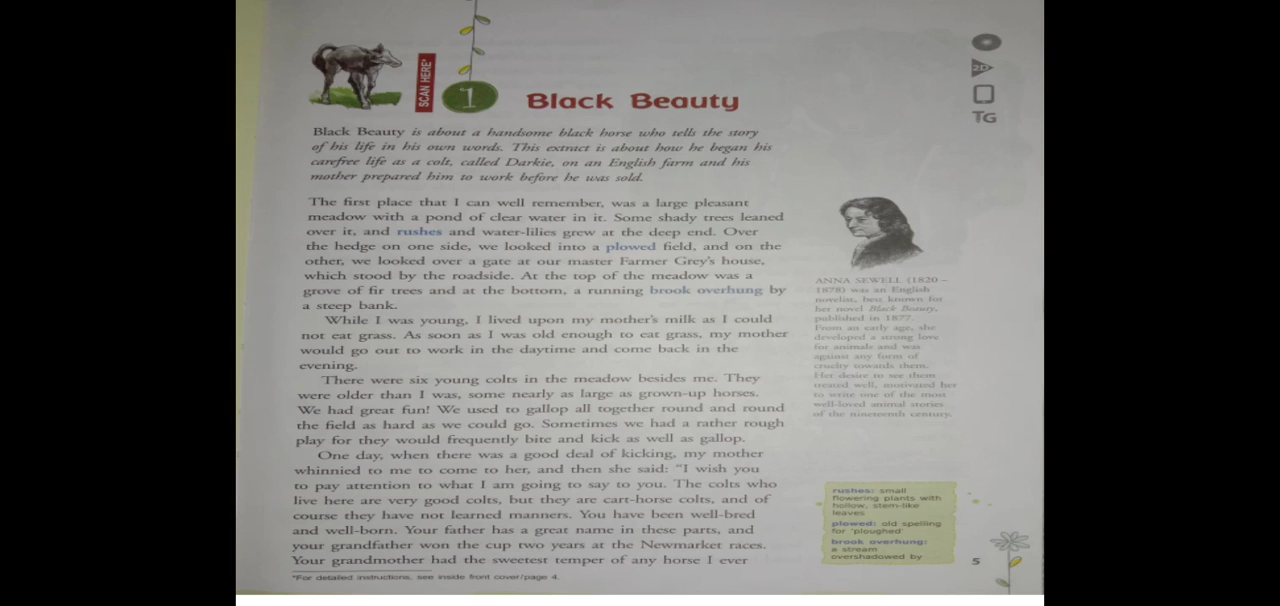 SCAN HERE*
1
Black Beauty
2D
TG
Black Beauty is about a handsome black horse who tells the story
of his life in his own words. This extract is about how he began his
carefree life as a colt, called Darkie, on an English farm and his
mother prepared him to work before he was sold.
The first place that I can well remember, was a large pleasant
meadow with a pond of clear water in it. Some shady trees leaned
over it, and rushes and water-lilies grew at the deep end. Over
the hedge on one side, we looked into a plowed field, and on the
other, we looked over a gate at our master Farmer Grey's house,
which stood by the roadside. At the top of the meadow was a
grove of fir trees and at the bottom, a running brook overhung by
a steep bank.
While I was young, I lived upon my mother's milk as I could
not eat grass. As soon as I was old enough to eat grass, my mother
would go out to work in the daytime and come back in the
evening.
There were six young colts in the meadow besides me. They
were older than I was, some nearly as large as grown-up horses.
We had great fun! We used to gallop all together round and round
the field as hard as we could go. Sometimes we had a rather rough
play for they would frequently bite and kick as well as gallop.
One day, when there was a good deal of kicking, my mother
whinnied to me to come to her, and then she said: “I wish you
to pay attention to what I am going to say to you. The colts who
live here are very good colts, but they are cart-horse colts, and of
course they have not learned manners. You have been well-bred
and well-born. Your father has a great name in these parts, and
your grandfather won the cup two years at the Newmarket races.
Your grandmother had the sweetest temper of any horse I ever
*For detailed instructions, see inside front cover/page 4.
ANNA SEWELL (1820 –
1878) was an English
novelist, best known for
her novel Black Beauty,
published in 1877.
From an early age, she
developed a strong love
for animals and was
against any form of
cruelty towards them.
Her desire to see them
treated well, motivated her
to write one of the most
well-loved animal stories
of the nineteenth century.
rushes: small
flowering plants with
hollow, stem-like
leaves
plowed: old spelling
for 'ploughed'
brook overhung:
a stream
overshadowed by
5